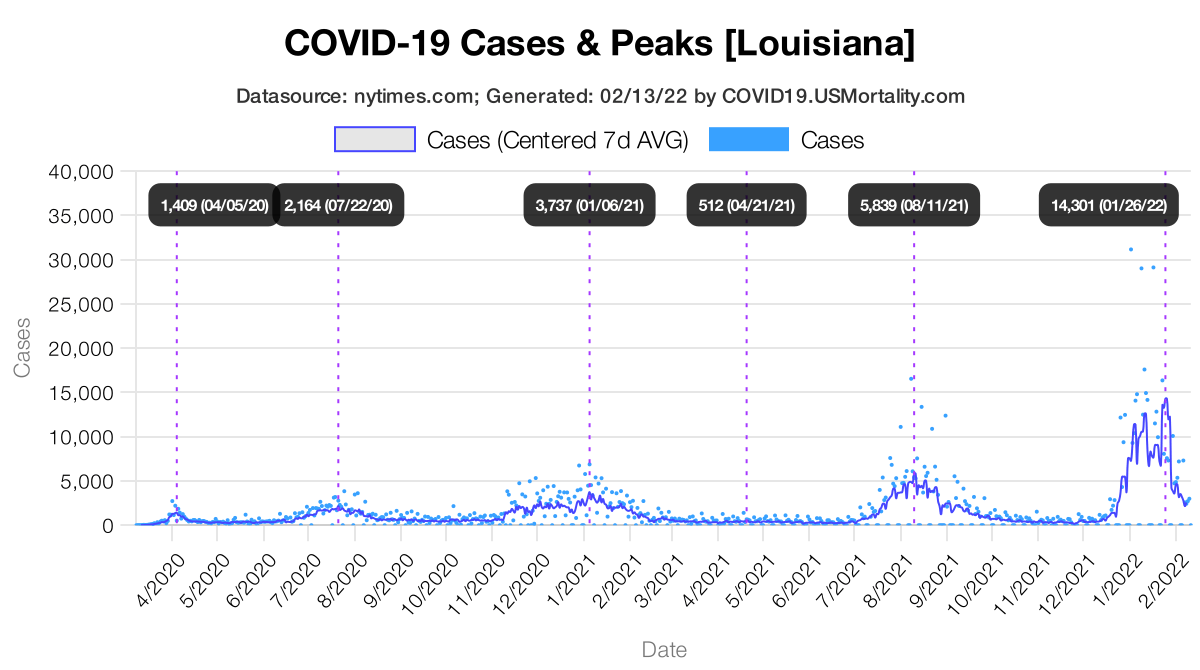 COVID-19 Cases & Peaks [Louisiana]
Datasource: nytimes.com; Generated: 02/13/22 by COVID19.USMortality.com
Cases (Centered 7d AVG) Cases
40,000
1,409 (04/05/20) 2,164 (07/22/20) 3,737 (01/06/21) 512 (04/21/21) 5,839 (08/11/21) 14,301 (01/26/22)
35,000
30,000
25,000
20,000
15,000
10,000
5,000
0
Cases
4/2020 5/2020 6/2020 7/2020 8/2020 9/2020 10/2020 11/2020 12/2020 1/2021 2/2021 3/2021 4/2021 5/2021 6/2021 7/2021 8/2021 9/2021 10/2021 11/2021 12/2021 1/2022 2/2022
Date